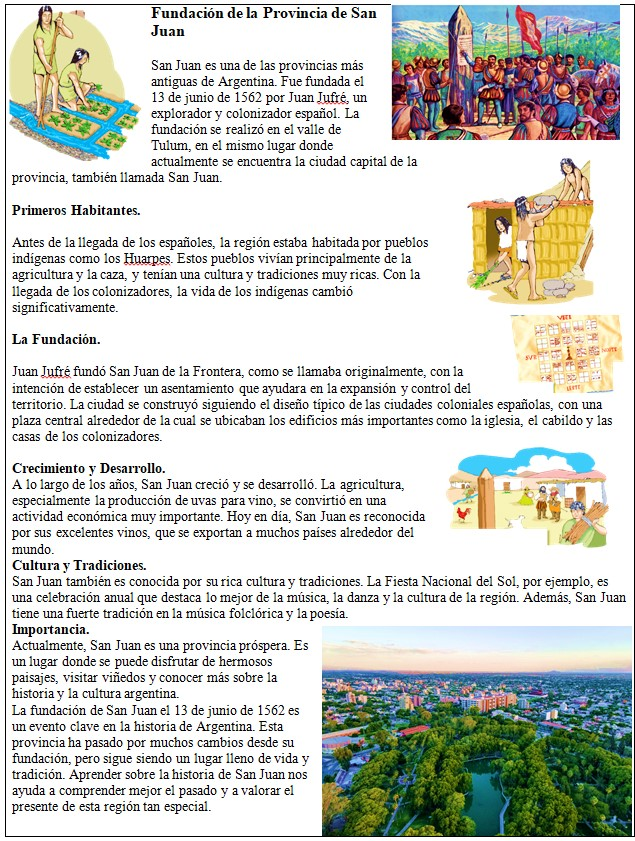 Fundación de la Provincia de San
Juan
San Juan es una de las provincias más
antiguas de Argentina. Fue fundada el
13 de junio de 1562 por Juan Jufré, un
explorador y colonizador español. La
fundación se realizó en el valle de
Tulum, en el mismo lugar donde
actualmente se encuentra la ciudad capital de la
provincia, también llamada San Juan.
Primeros Habitantes.
Antes de la llegada de los españoles, la región estaba habitada por pueblos
indígenas como los Huarpes. Estos pueblos vivían principalmente de la
agricultura y la caza, y tenían una cultura y tradiciones muy ricas. Con la
llegada de los colonizadores, la vida de los indígenas cambió
significativamente.
La Fundación.
Juan Jufré fundó San Juan de la Frontera, como se llamaba originalmente, con la
intención de establecer un asentamiento que ayudara en la expansión y control del
territorio. La ciudad se construyó siguiendo el diseño típico de las ciudades coloniales españolas, con una
plaza central alrededor de la cual se ubicaban los edificios más importantes como la iglesia, el cabildo y las
casas de los colonizadores.
Crecimiento y Desarrollo.
A lo largo de los años, San Juan creció y se desarrolló. La agricultura,
especialmente la producción de uvas para vino, se convirtió en una
actividad económica muy importante. Hoy en día, San Juan es reconocida
por sus excelentes vinos, que se exportan a muchos países alrededor del
mundo.
Cultura y Tradiciones.
San Juan también es conocida por su rica cultura y tradiciones. La Fiesta Nacional del Sol, por ejemplo, es
una celebración anual que destaca lo mejor de la música, la danza y la cultura de la región. Además, San Juan
tiene una fuerte tradición en la música folclórica y la poesía.
Importancia.
Actualmente, San Juan es una provincia próspera. Es
un lugar donde se puede disfrutar de hermosos
paisajes, visitar viñedos y conocer más sobre la
historia y la cultura argentina.
La fundación de San Juan el 13 de junio de 1562 es
un evento clave en la historia de Argentina. Esta
provincia ha pasado por muchos cambios desde su
fundación, pero sigue siendo un lugar lleno de vida y
tradición. Aprender sobre la historia de San Juan nos
ayuda a comprender mejor el pasado y a valorar el
presente de esta región tan especial.